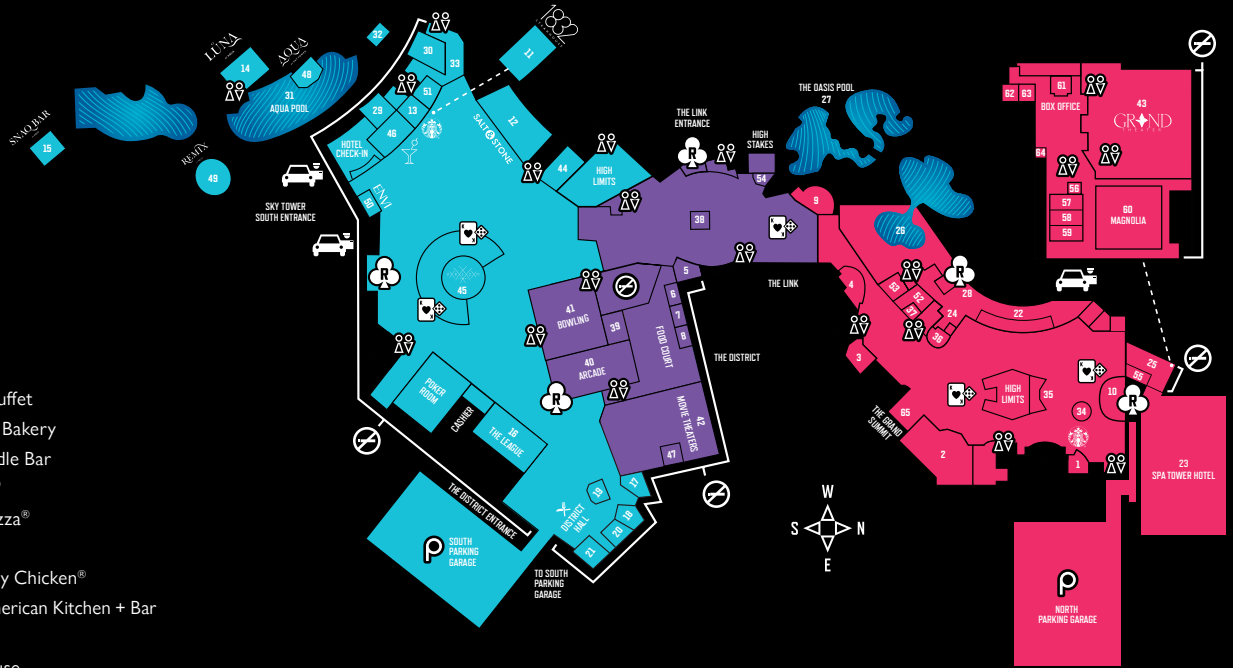 32
30
33
1882
STEAKHOUSE
11
LŪNA
14
AQUA
48
31
AQUA POOL
SNAQ BAR
15
REMIX
49
29
13
51
46
HOTEL
CHECK-IN
SALT & STONE
12
SKY TOWER
SOUTH ENTRANCE
ENVI
50
R
45
44
HIGH
LIMITS
THE LINK
ENTRANCE
R
HIGH
STAKES
54
38
THE OASIS POOL
27
9
26
THE LINK
5
6
7
8
41
BOWLING
39
40
ARCADE
FOOD COURT
THE DISTRICT
42
MOVIE THEATERS
47
R
POKER
ROOM
CASHIER
16
THE LEAGUE
THE DISTRICT ENTRANCE
SOUTH
PARKING
GARAGE
DISTRICT
HALL
19
17
18
20
21
TO SOUTH
PARKING
GARAGE
W
S N
E
4
3
53
52
37
24
36
28
R
22
HIGH
LIMITS
35
34
10
R
25
55
65
THE GRAND
SUMMIT
2
1
23
SPA TOWER HOTEL
NORTH
PARKING GARAGE
62
63
61
BOX OFFICE
43
GRAND
THEATER
64
56
57
58
59
60
MAGNOLIA
uffet
Bakery
dle Bar
zza®
y Chicken®
merican Kitchen + Bar